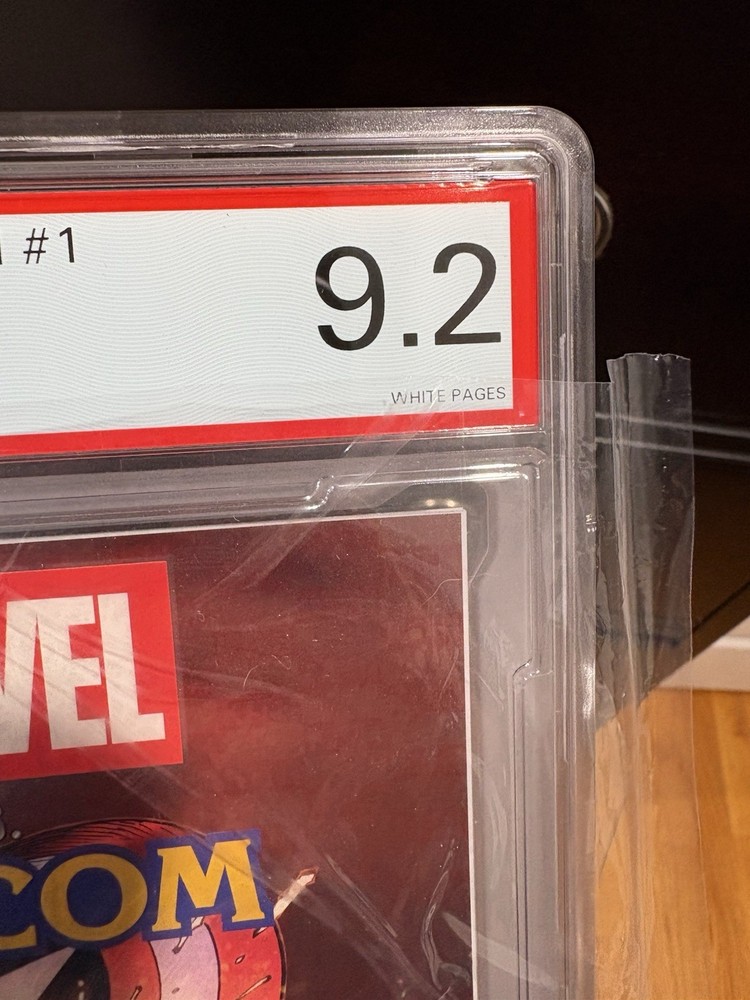 #1
9.2
WHITE PAGES
VEL
COM